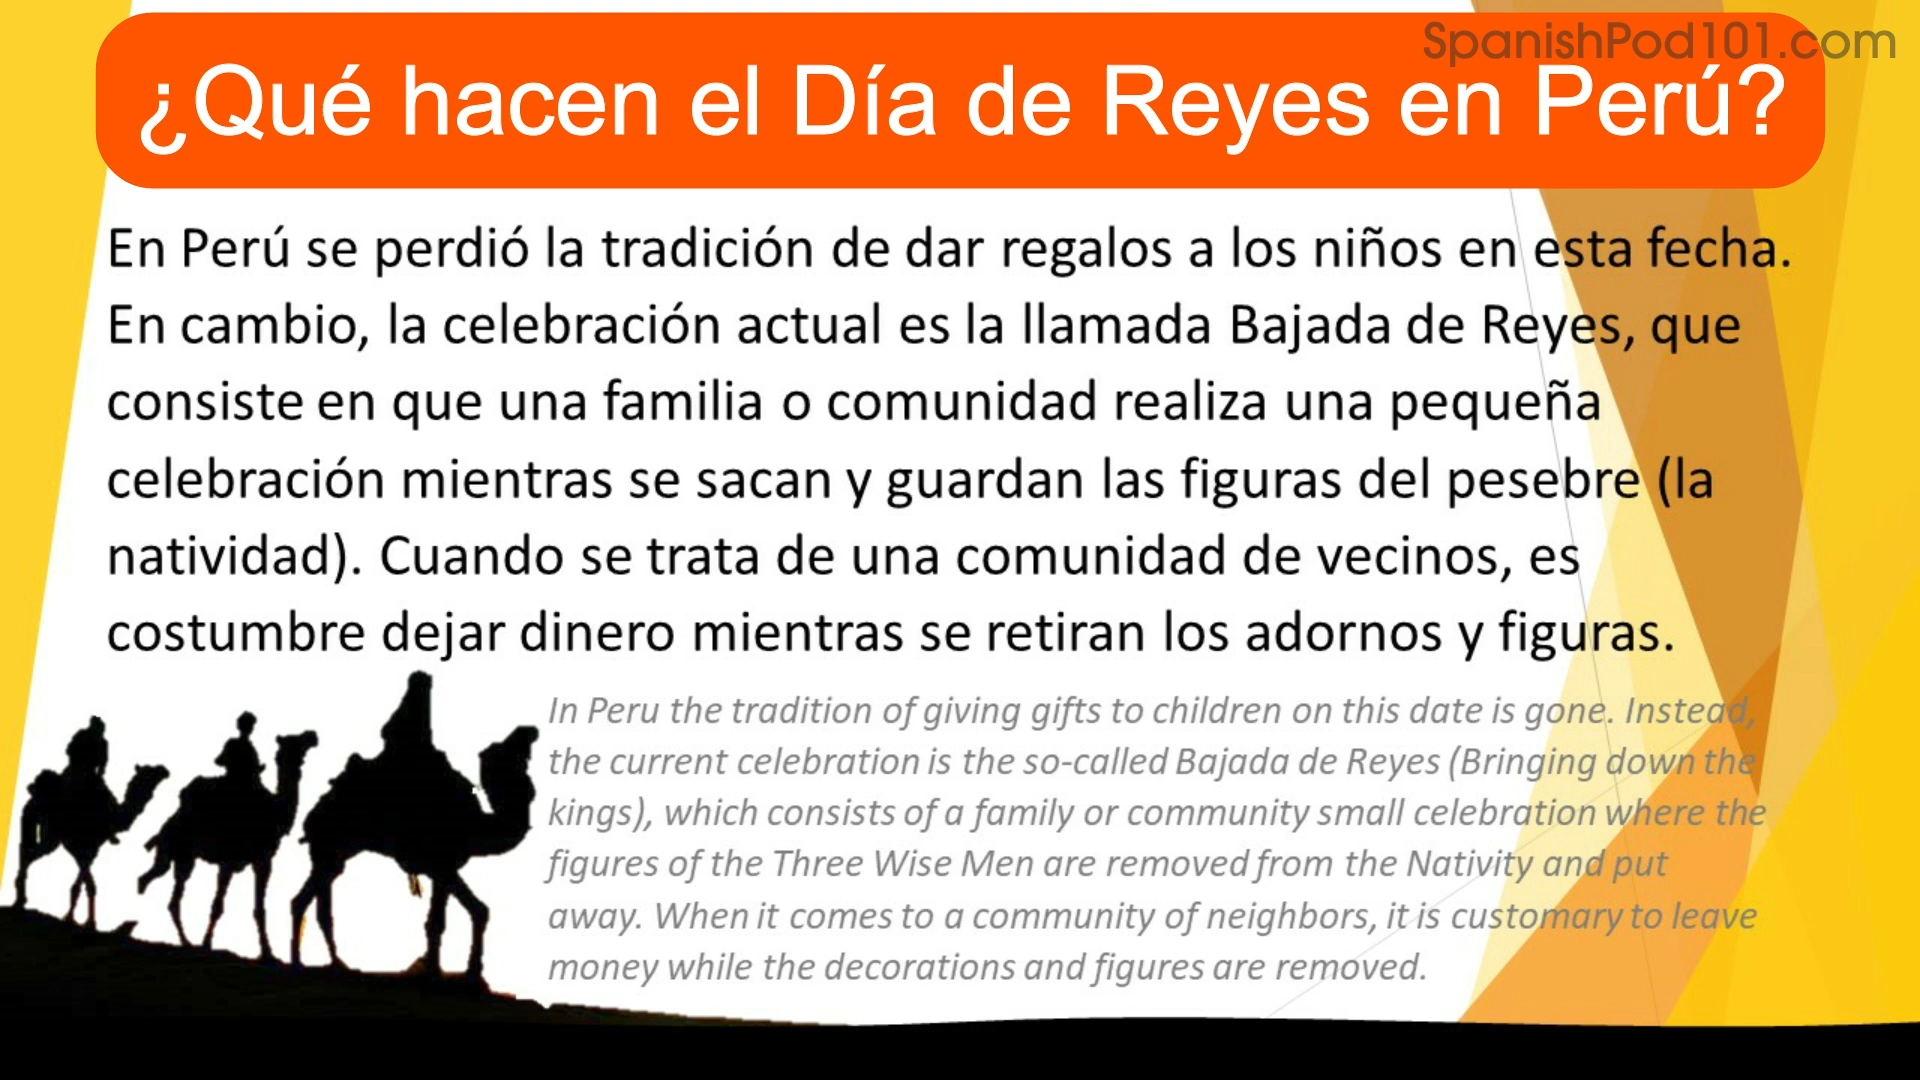 SpanishPod101.com
¿Qué hacen el Día de Reyes en Perú?
En Perú se perdió la tradición de dar regalos a los niños en esta fecha.
En cambio, la celebración actual es la llamada Bajada de Reyes, que
consiste en que una familia o comunidad realiza una pequeña
celebración mientras se sacan y guardan las figuras del pesebre (la
natividad). Cuando se trata de una comunidad de vecinos, es
costumbre dejar dinero mientras se retiran los adornos y figuras.
In Peru the tradition of giving gifts to children on this date is gone. Instead,
the current celebration is the so-called Bajada de Reyes (Bringing down the
kings), which consists of a family or community small celebration where the
figures of the Three Wise Men are removed from the Nativity and put
away. When it comes to a community of neighbors, it is customary to leave
money while the decorations and figures are removed.